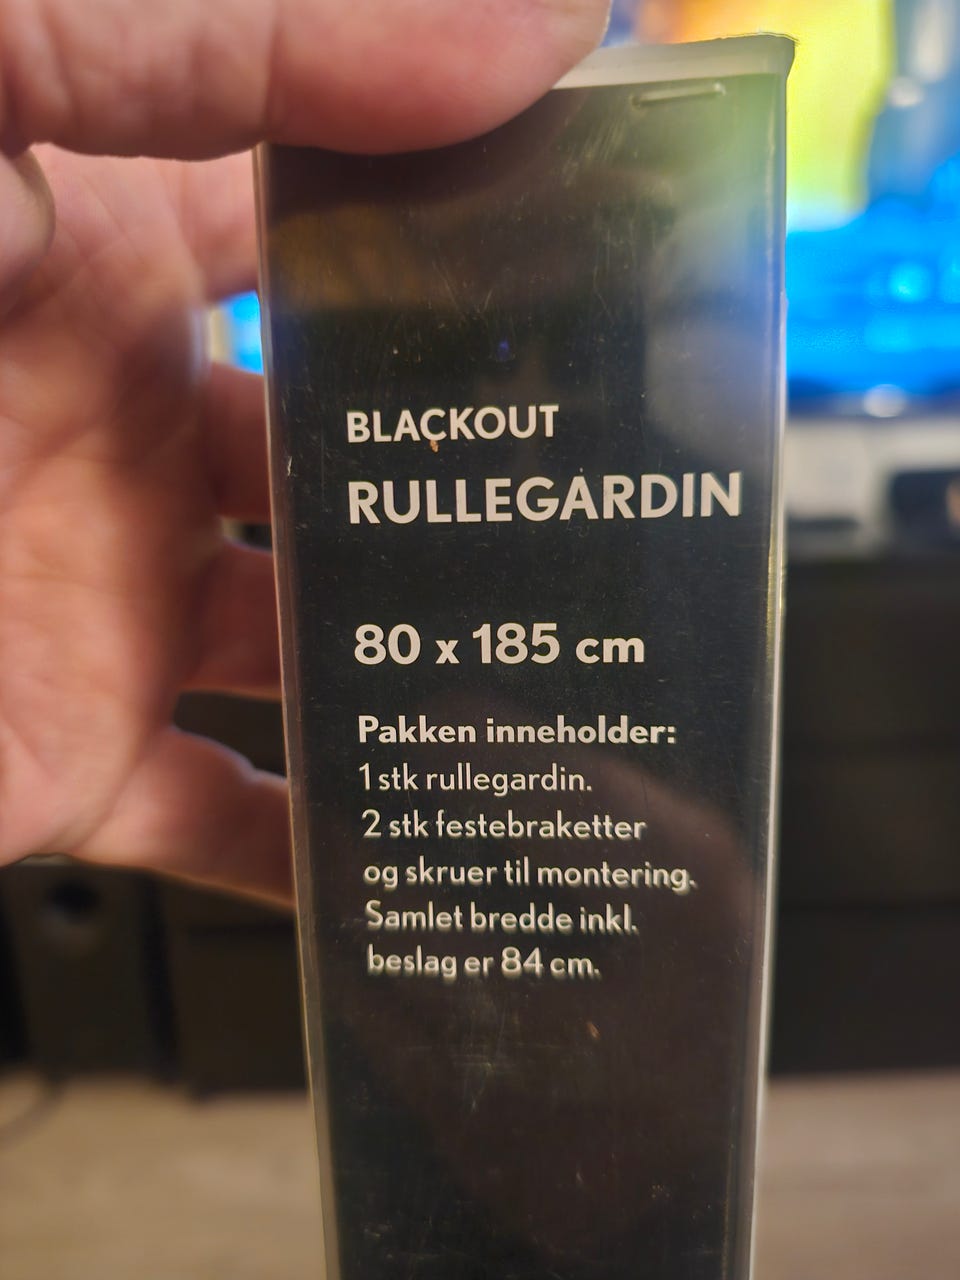 BLACKOUT
RULLEGARDIN
80 x 185 cm
Pakken inneholder:
1 stk rullegardin.
2 stk festebraketter
og skruer til montering.
Samlet bredde inkl.
beslag er 84 cm.